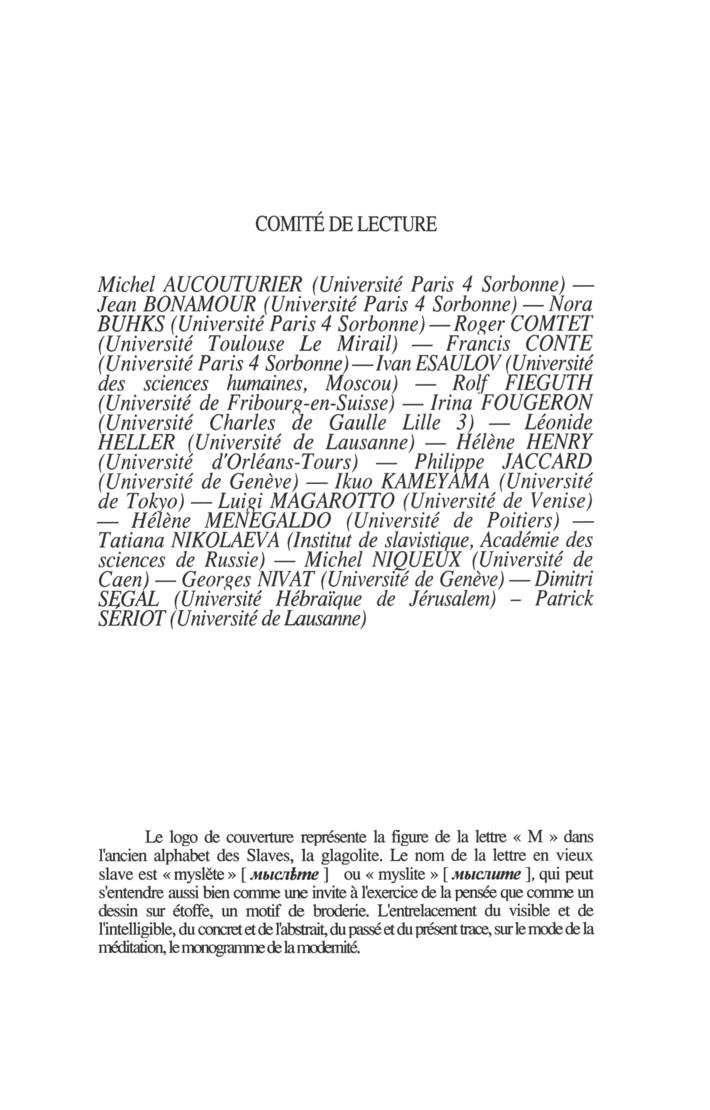 COMITÉ DE LECTURE
Michel AUCOUTURIER (Université Paris 4 Sorbonne) —
Jean BONAMOUR (Université Paris 4 Sorbonne) — Nora
BUHKS (Université Paris 4 Sorbonne) — Roger COMTET
(Université Toulouse Le Mirail) — Francis CONTE
(Université Paris 4 Sorbonne) — Ivan ESAULOV (Université
des sciences humaines, Moscou) — Rolf FIEGUTH
(Université de Fribourg-en-Suisse) — Irina FOUGERON
(Université Charles de Gaulle Lille 3) — Léonide
HELLER (Université de Lausanne) — Hélène HENRY
(Université d'Orléans-Tours) — Philippe JACCARD
(Université de Genève) — Ikuo KAMEYAMA (Université
de Tokyo) — Luigi MAGAROTTO (Université de Venise)
— Hélène MENEGALDO (Université de Poitiers) —
Tatiana NIKOLAEVA (Institut de slavistique, Académie des
sciences de Russie) — Michel NIQUEUX (Université de
Caen) — Georges NIVAT (Université de Genève) — Dimitri
SEGAL (Université Hébraïque de Jérusalem) – Patrick
SÉRIOT (Université de Lausanne)
Le logo de couverture représente la figure de la lettre « M » dans
l'ancien alphabet des Slaves, la glagolite. Le nom de la lettre en vieux
slave est « myslěte » [ мыслѣте ] ou « myslite » [ мыслите ], qui peut
s'entendre aussi bien comme une invite à l'exercice de la pensée que comme un
dessin sur étoffe, un motif de broderie. L'entrelacement du visible et de
l'intelligible, du concret et de l'abstrait, du passé et du présent trace, sur le mode de la
méditation, le monogramme de la modernité.